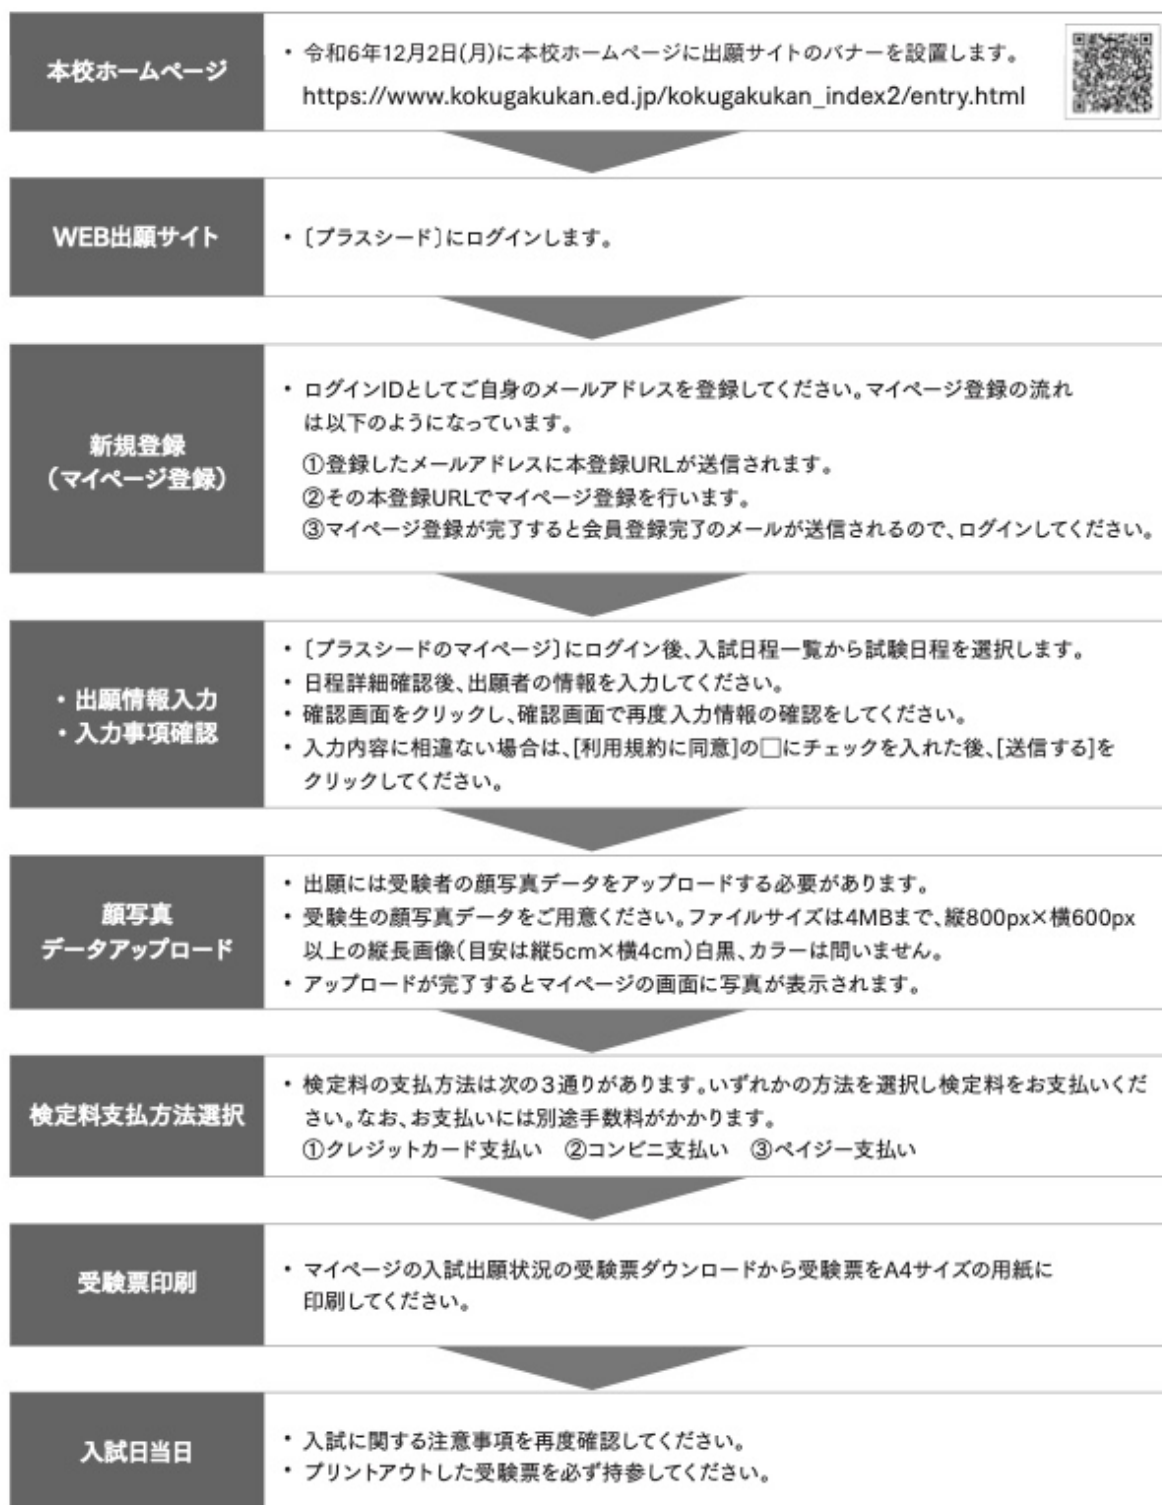 本校ホームページ
・ 令和6年12月2日(月)に本校ホームページに出願サイトのバナーを設置します。
https://www.kokugakukan.ed.jp/kokugakukan_index2/entry.html
WEB出願サイト
・〔プラスシード〕にログインします。
新規登録
(マイページ登録)
・ ログインIDとしてご自身のメールアドレスを登録してください。マイページ登録の流れ
は以下のようになっています。
①登録したメールアドレスに本登録URLが送信されます。
②その本登録URLでマイページ登録を行います。
③マイページ登録が完了すると会員登録完了のメールが送信されるので、ログインしてください。
・出願情報入力
・入力事項確認
・〔プラスシードのマイページ〕にログイン後、入試日程一覧から試験日程を選択します。
・ 日程詳細確認後、出願者の情報を入力してください。
・ 確認画面をクリックし、確認画面で再度入力情報の確認をしてください。
・ 入力内容に相違ない場合は、[利用規約に同意]の□にチェックを入れた後、[送信する]を
クリックしてください。
顔写真
データアップロード
・ 出願には受験者の顔写真データをアップロードする必要があります。
・ 受験生の顔写真データをご用意ください。ファイルサイズは4MBまで、縦800px×横600px
以上の縦長画像(目安は縦5cm×横4cm)白黒、カラーは問いません。
・ アップロードが完了するとマイページの画面に写真が表示されます。
検定料支払方法選択
・ 検定料の支払方法は次の3通りがあります。いずれかの方法を選択し検定料をお支払いくだ
さい。なお、お支払いには別途手数料がかかります。
①クレジットカード支払い ②コンビニ支払い ③ペイジー支払い
受験票印刷
・ マイページの入試出願状況の受験票ダウンロードから受験票をA4サイズの用紙に
印刷してください。
入試日当日
・ 入試に関する注意事項を再度確認してください。
・ プリントアウトした受験票を必ず持参してください。